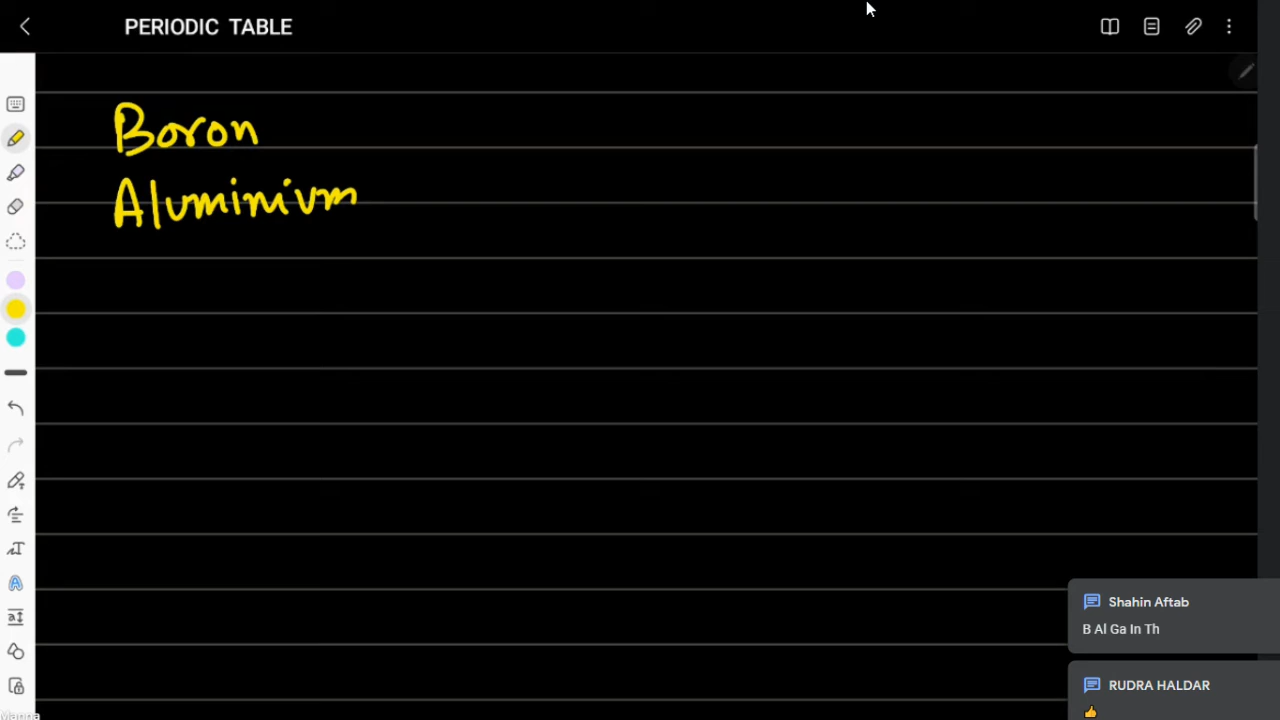 PERIODIC TABLE
Boron
Aluminium
Shahin Aftab
B Al Ga In Th
RUDRA HALDAR
👍